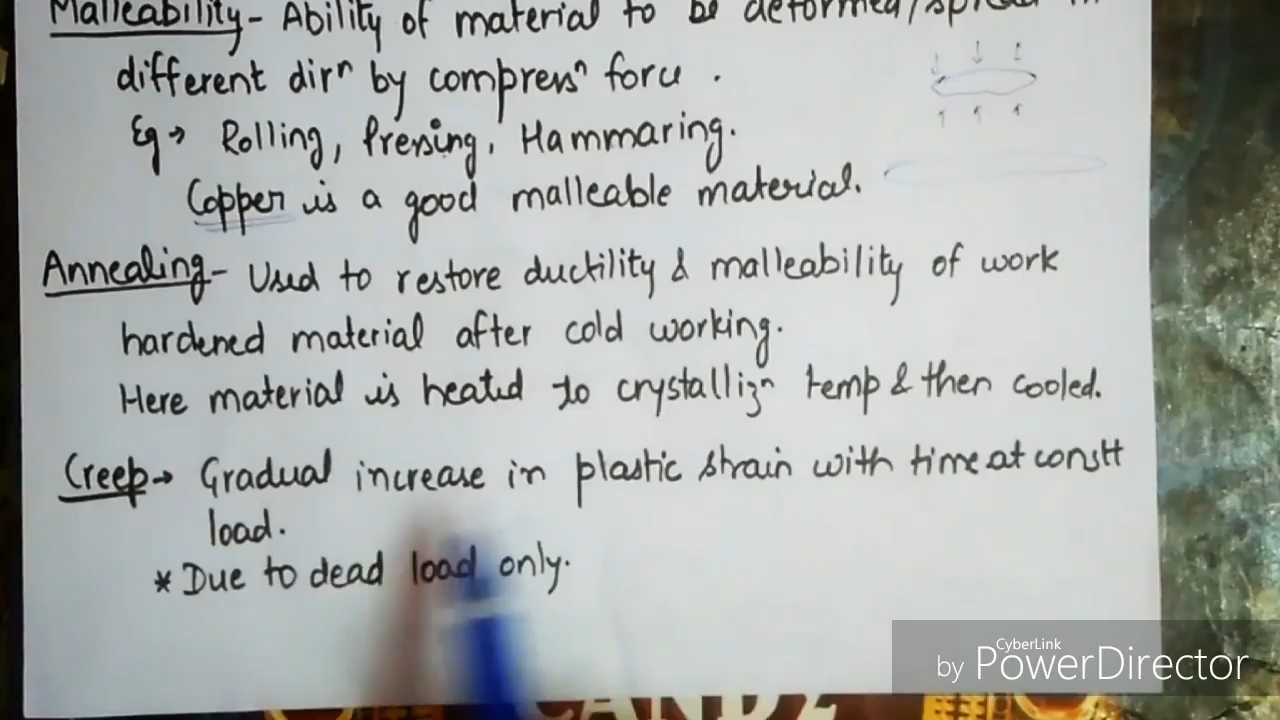 Malleability - Ability of material to be deformed/spread in
different dirⁿ by compresⁿ force .
Eg → Rolling, Pressing, Hammaring.
Copper is a good malleable material.
Annealing - Used to restore ductility & malleability of work
hardened material after cold working.
Here material is heated to crystallizⁿ temp & then cooled.
Creep → Gradual increase in plastic strain with time at constt
load.
* Due to dead load only.
CyberLink
by PowerDirector